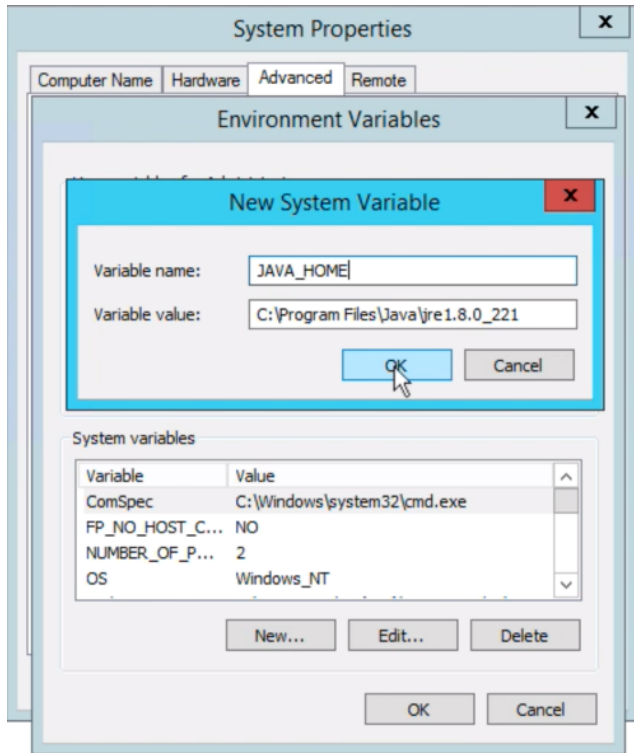 System Properties
x
Computer Name Hardware Advanced Remote
Environment Variables
x
New System Variable
x
Variable name: JAVA_HOME
Variable value: C:\Program Files\Java\jre1.8.0_221
OK Cancel
System variables
Variable Value
ComSpec C:\Windows\system32\cmd.exe
FP_NO_HOST_C... NO
NUMBER_OF_P... 2
OS Windows_NT
New... Edit... Delete
OK Cancel